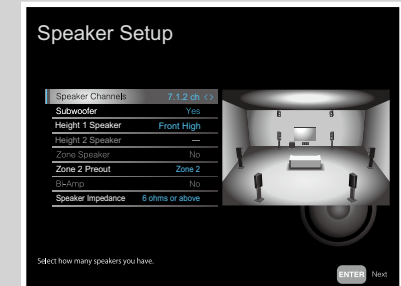 Speaker Setup
Speaker Channels 7.1.2 ch <>
Subwoofer Yes
Height 1 Speaker Front High
Height 2 Speaker —
Zone Speaker No
Zone 2 Preout Zone 2
Bi-Amp No
Speaker Impedance 6 ohms or above
Select how many speakers you have.
ENTER Next